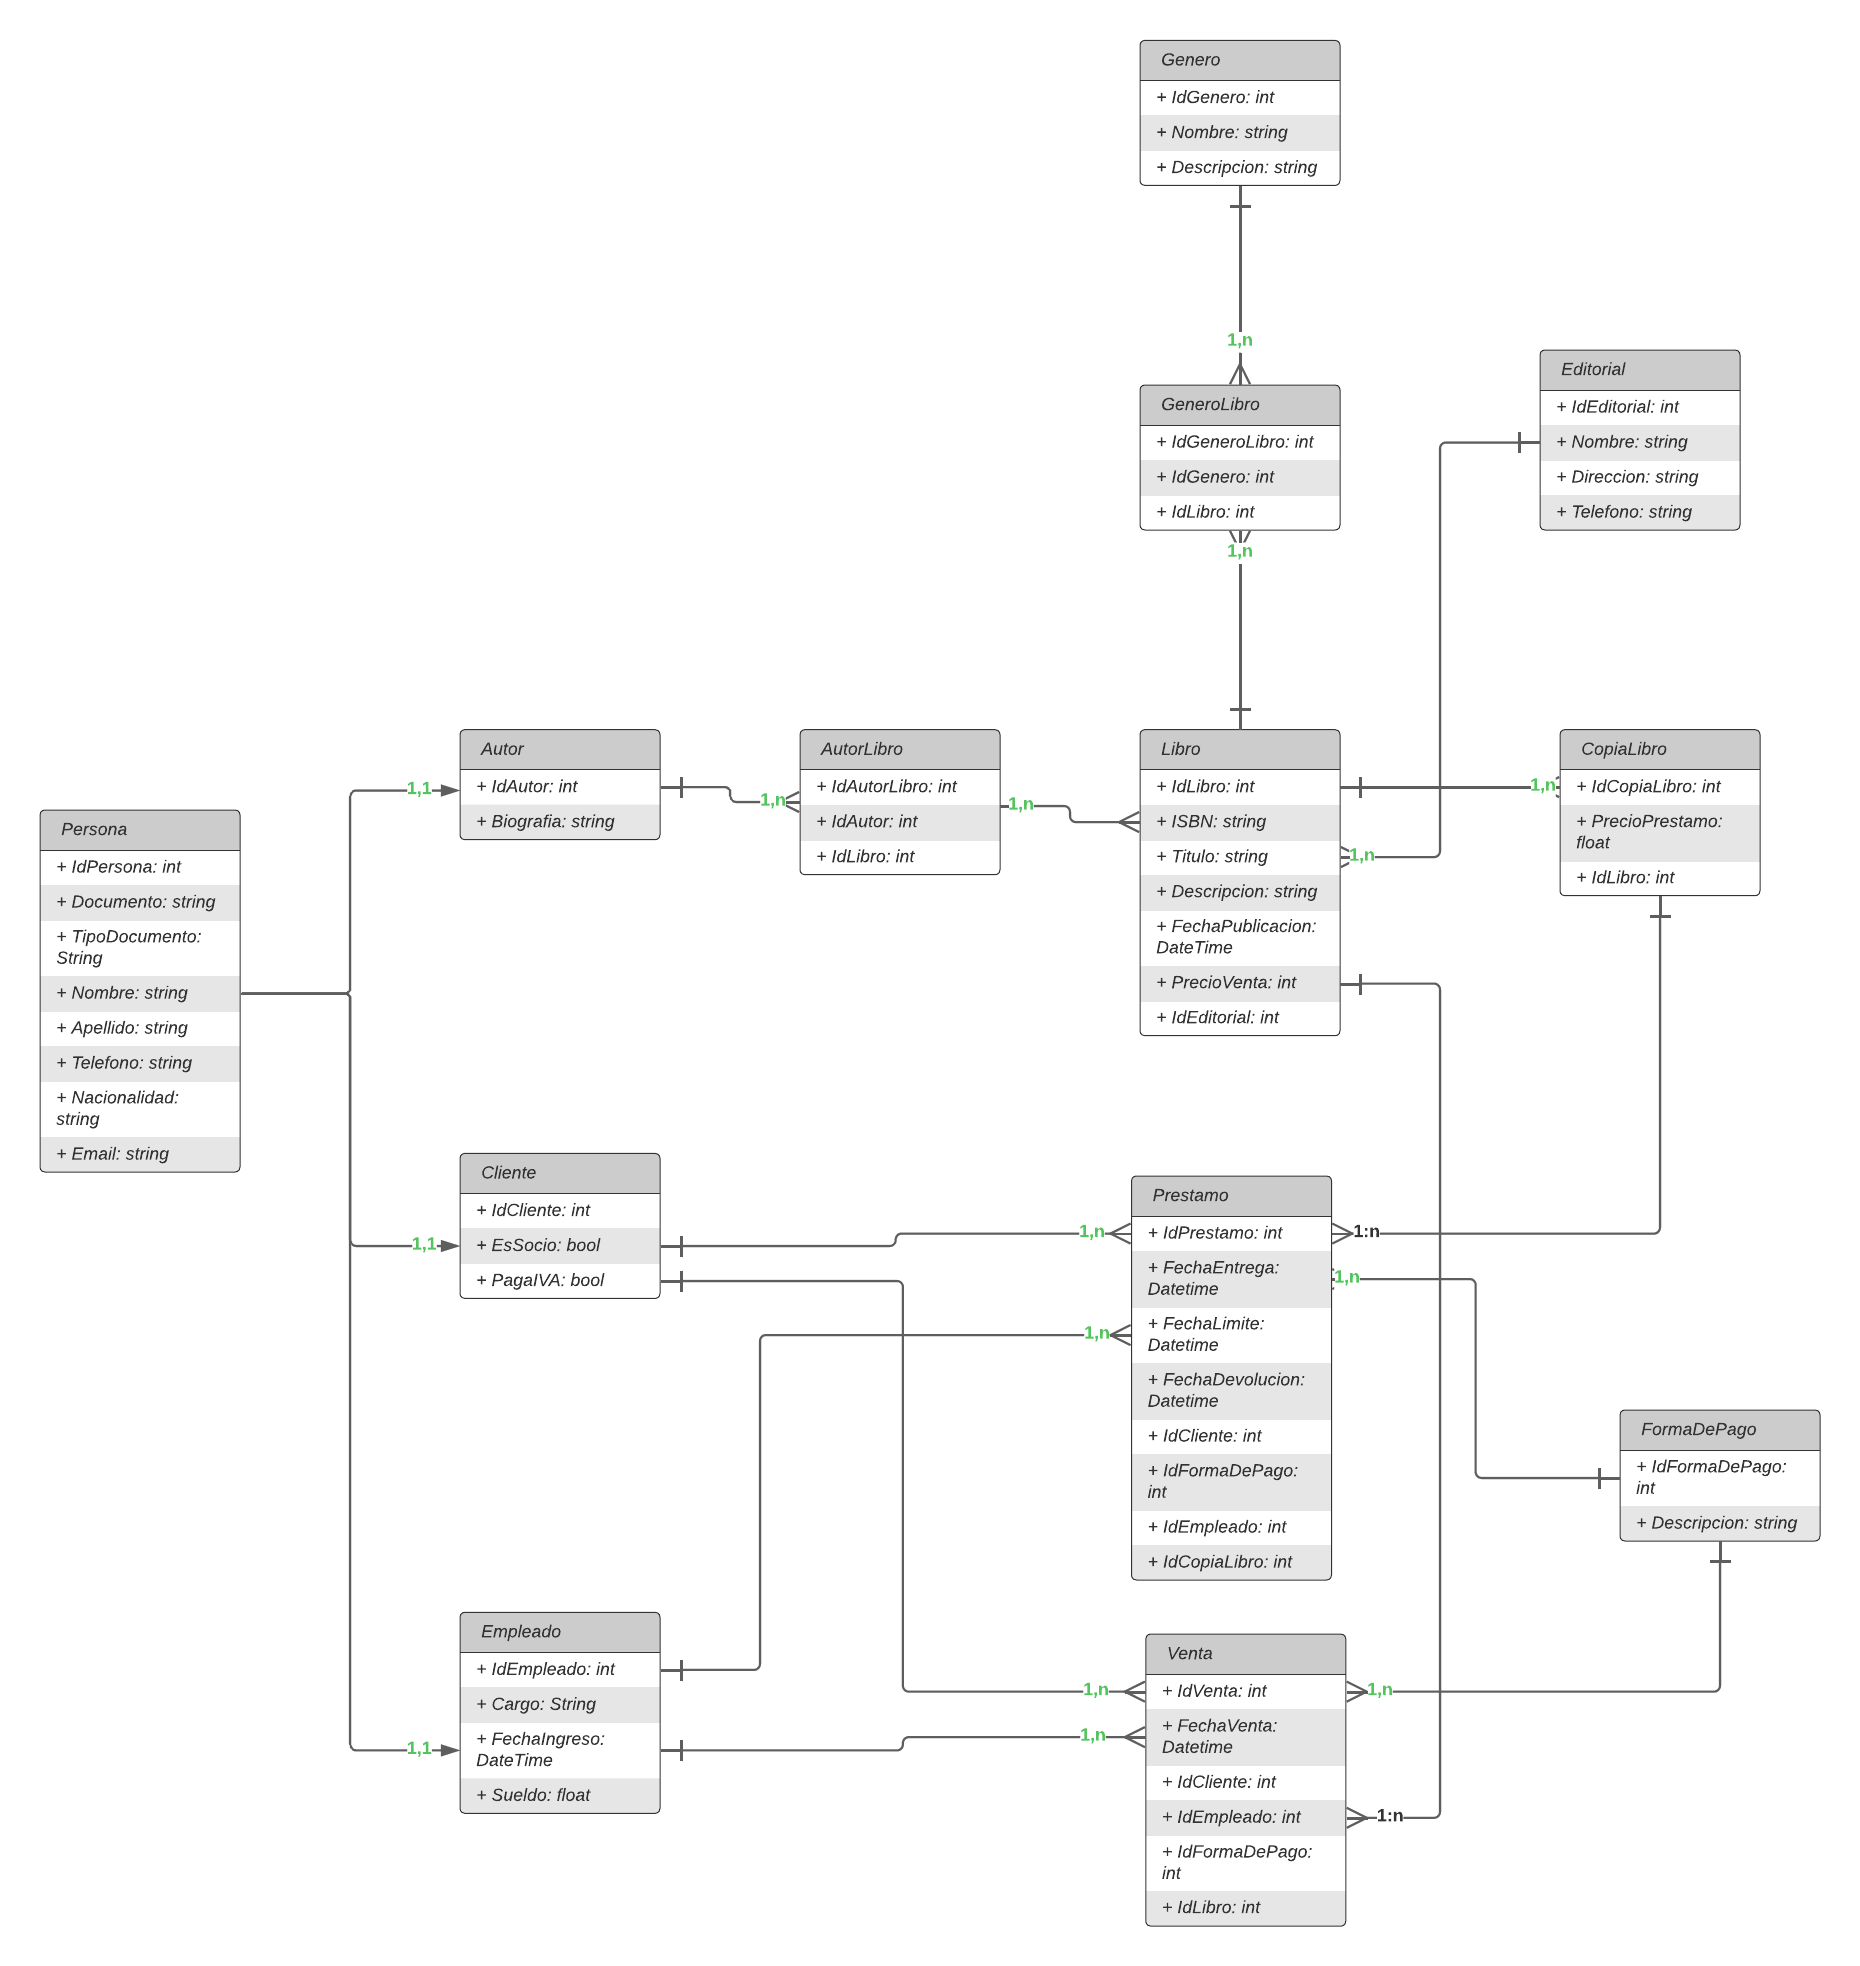 Genero
+ IdGenero: int
+ Nombre: string
+ Descripcion: string
1,n
GeneroLibro
+ IdGeneroLibro: int
+ IdGenero: int
+ IdLibro: int
1,n
Editorial
+ IdEditorial: int
+ Nombre: string
+ Direccion: string
+ Telefono: string
Persona
+ IdPersona: int
+ Documento: string
+ TipoDocumento:
String
+ Nombre: string
+ Apellido: string
+ Telefono: string
+ Nacionalidad:
string
+ Email: string
1,1
Autor
+ IdAutor: int
+ Biografia: string
1,n
AutorLibro
+ IdAutorLibro: int
+ IdAutor: int
+ IdLibro: int
1,n
Libro
+ IdLibro: int
+ ISBN: string
+ Titulo: string
+ Descripcion: string
+ FechaPublicacion:
DateTime
+ PrecioVenta: int
+ IdEditorial: int
1,n
1,n
CopiaLibro
+ IdCopiaLibro: int
+ PrecioPrestamo:
float
+ IdLibro: int
1,1
Cliente
+ IdCliente: int
+ EsSocio: bool
+ PagaIVA: bool
1,n
1,n
Prestamo
+ IdPrestamo: int
+ FechaEntrega:
Datetime
+ FechaLimite:
Datetime
+ FechaDevolucion:
Datetime
+ IdCliente: int
+ IdFormaDePago:
int
+ IdEmpleado: int
+ IdCopiaLibro: int
1:n
1,n
FormaDePago
+ IdFormaDePago:
int
+ Descripcion: string
1,1
Empleado
+ IdEmpleado: int
+ Cargo: String
+ FechaIngreso:
DateTime
+ Sueldo: float
1,n
1,n
Venta
+ IdVenta: int
+ FechaVenta:
Datetime
+ IdCliente: int
+ IdEmpleado: int
+ IdFormaDePago:
int
+ IdLibro: int
1,n
1:n